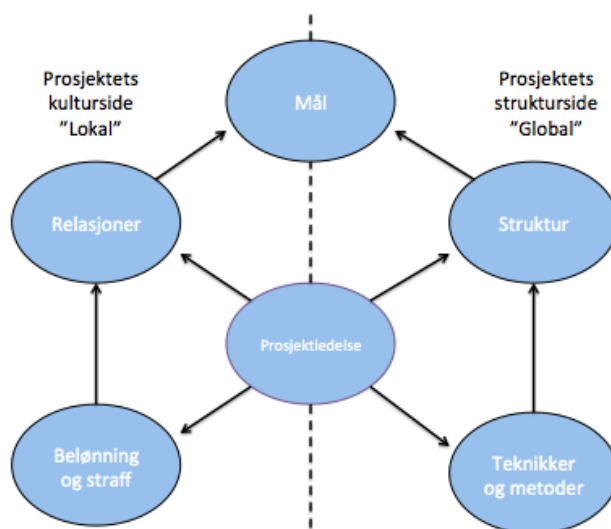 Prosjektets
kulturside
”Lokal”
Mål
Prosjektets
strukturside
”Global”
Relasjoner
Struktur
Prosjektledelse
Belønning
og straff
Teknikker
og metoder